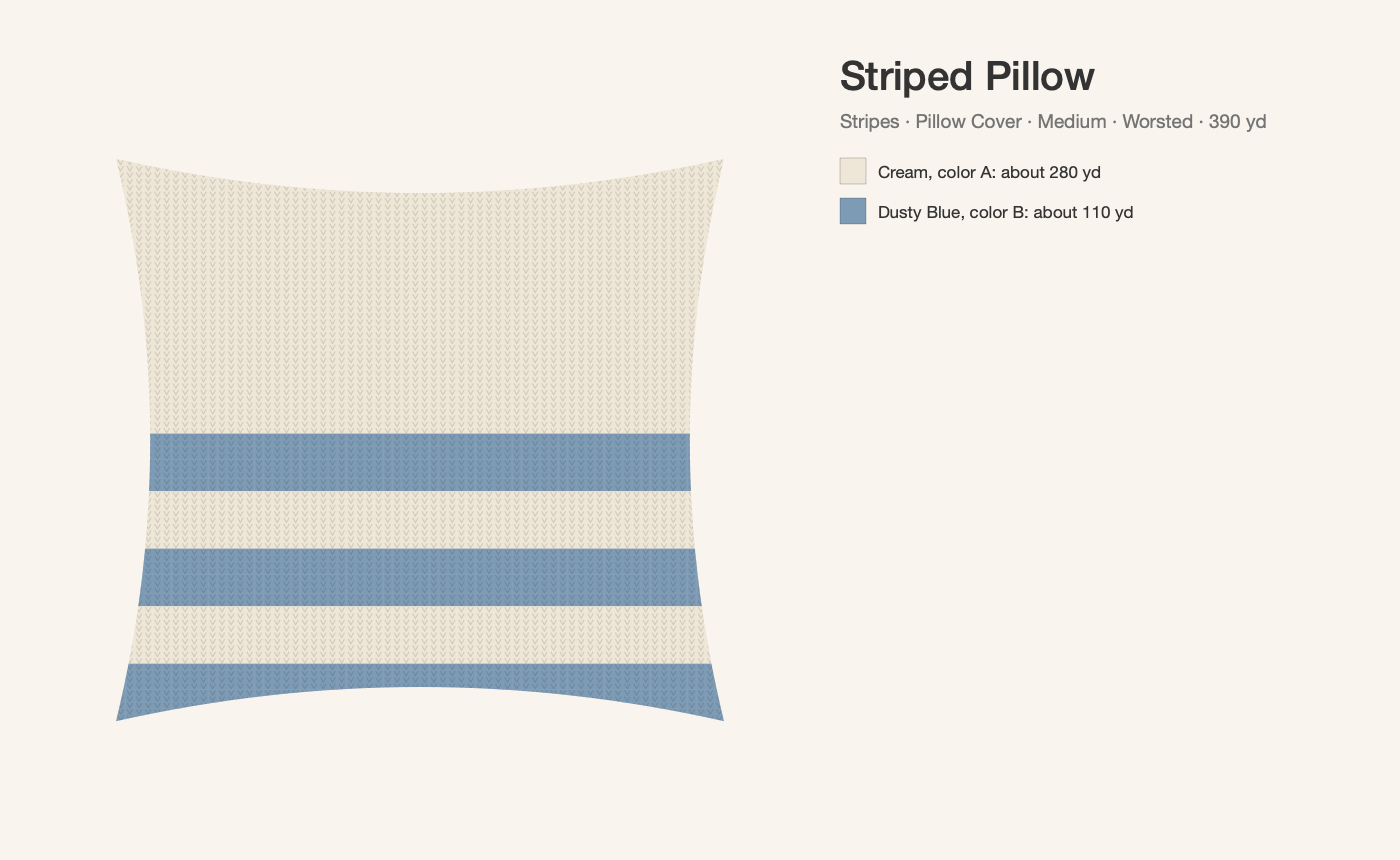 Striped Pillow
Stripes · Pillow Cover · Medium · Worsted · 390 yd
Cream, color A: about 280 yd
Dusty Blue, color B: about 110 yd